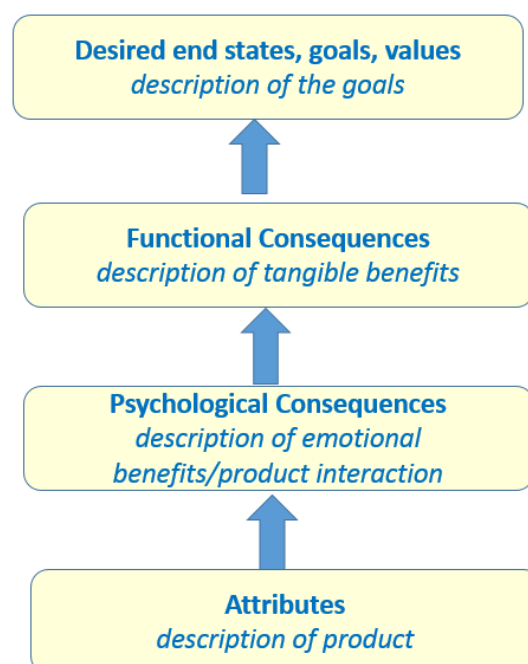 Desired end states, goals, values
description of the goals
Functional Consequences
description of tangible benefits
Psychological Consequences
description of emotional
benefits/product interaction
Attributes
description of product